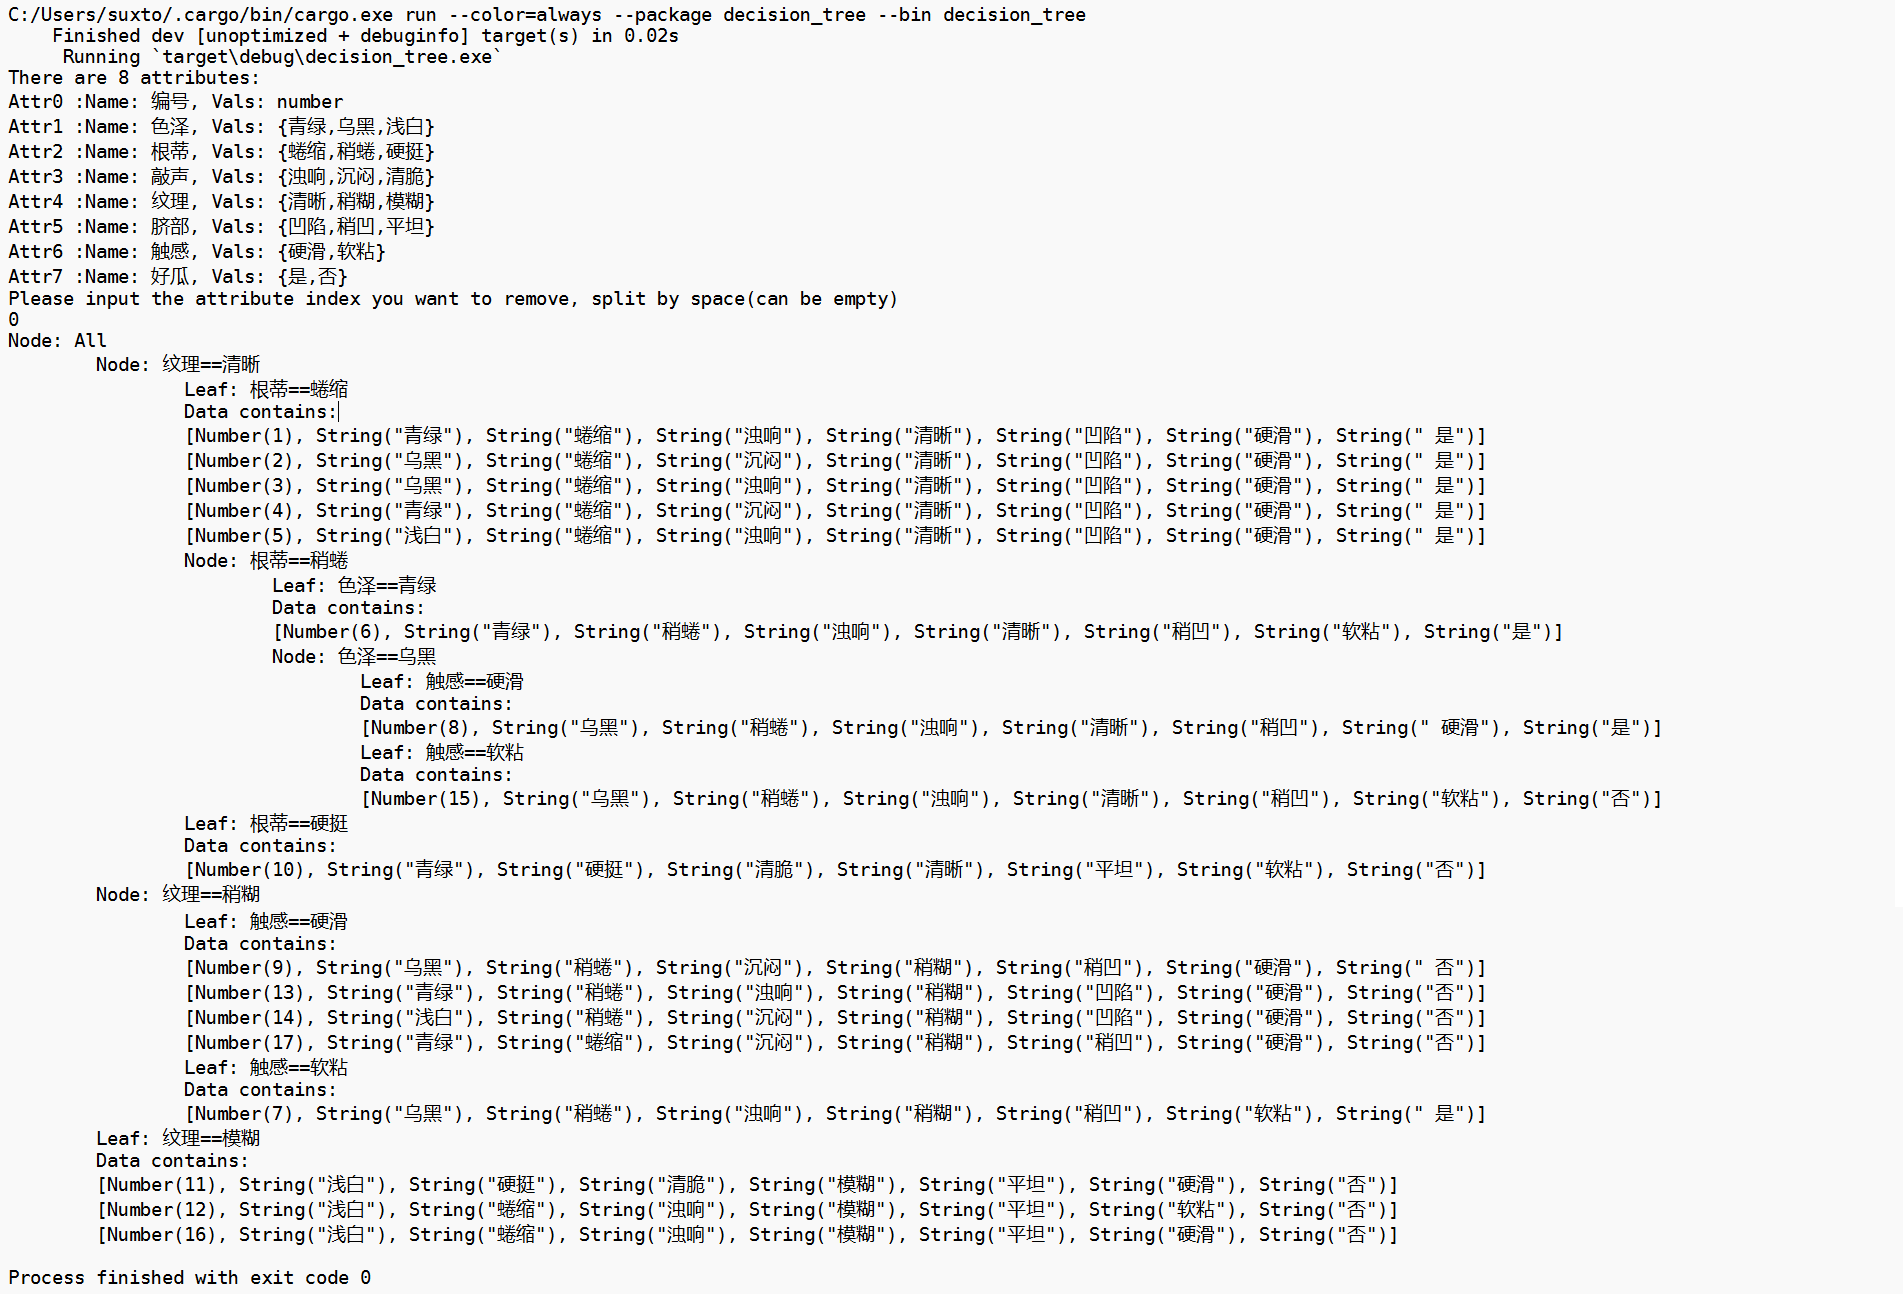 C:/Users/suxto/.cargo/bin/cargo.exe run --color=always --package decision_tree --bin decision_tree
    Finished dev [unoptimized + debuginfo] target(s) in 0.02s
     Running `target\debug\decision_tree.exe`
There are 8 attributes:
Attr0 :Name: 编号, Vals: number
Attr1 :Name: 色泽, Vals: {青绿,乌黑,浅白}
Attr2 :Name: 根蒂, Vals: {蜷缩,稍蜷,硬挺}
Attr3 :Name: 敲声, Vals: {浊响,沉闷,清脆}
Attr4 :Name: 纹理, Vals: {清晰,稍糊,模糊}
Attr5 :Name: 脐部, Vals: {凹陷,稍凹,平坦}
Attr6 :Name: 触感, Vals: {硬滑,软粘}
Attr7 :Name: 好瓜, Vals: {是,否}
Please input the attribute index you want to remove, split by space(can be empty)
0
Node: All
        Node: 纹理==清晰
                Leaf: 根蒂==蜷缩
                Data contains:
                [Number(1), String("青绿"), String("蜷缩"), String("浊响"), String("清晰"), String("凹陷"), String("硬滑"), String(" 是")]
                [Number(2), String("乌黑"), String("蜷缩"), String("沉闷"), String("清晰"), String("凹陷"), String("硬滑"), String(" 是")]
                [Number(3), String("乌黑"), String("蜷缩"), String("浊响"), String("清晰"), String("凹陷"), String("硬滑"), String(" 是")]
                [Number(4), String("青绿"), String("蜷缩"), String("沉闷"), String("清晰"), String("凹陷"), String("硬滑"), String(" 是")]
                [Number(5), String("浅白"), String("蜷缩"), String("浊响"), String("清晰"), String("凹陷"), String("硬滑"), String(" 是")]
                Node: 根蒂==稍蜷
                        Leaf: 色泽==青绿
                        Data contains:
                        [Number(6), String("青绿"), String("稍蜷"), String("浊响"), String("清晰"), String("稍凹"), String("软粘"), String("是")]
                        Node: 色泽==乌黑
                                Leaf: 触感==硬滑
                                Data contains:
                                [Number(8), String("乌黑"), String("稍蜷"), String("浊响"), String("清晰"), String("稍凹"), String(" 硬滑"), String("是")]
                                Leaf: 触感==软粘
                                Data contains:
                                [Number(15), String("乌黑"), String("稍蜷"), String("浊响"), String("清晰"), String("稍凹"), String("软粘"), String("否")]
                Leaf: 根蒂==硬挺
                Data contains:
                [Number(10), String("青绿"), String("硬挺"), String("清脆"), String("清晰"), String("平坦"), String("软粘"), String("否")]
        Node: 纹理==稍糊
                Leaf: 触感==硬滑
                Data contains:
                [Number(9), String("乌黑"), String("稍蜷"), String("沉闷"), String("稍糊"), String("稍凹"), String("硬滑"), String(" 否")]
                [Number(13), String("青绿"), String("稍蜷"), String("浊响"), String("稍糊"), String("凹陷"), String("硬滑"), String("否")]
                [Number(14), String("浅白"), String("稍蜷"), String("沉闷"), String("稍糊"), String("凹陷"), String("硬滑"), String("否")]
                [Number(17), String("青绿"), String("蜷缩"), String("沉闷"), String("稍糊"), String("稍凹"), String("硬滑"), String("否")]
                Leaf: 触感==软粘
                Data contains:
                [Number(7), String("乌黑"), String("稍蜷"), String("浊响"), String("稍糊"), String("稍凹"), String("软粘"), String(" 是")]
        Leaf: 纹理==模糊
        Data contains:
        [Number(11), String("浅白"), String("硬挺"), String("清脆"), String("模糊"), String("平坦"), String("硬滑"), String("否")]
        [Number(12), String("浅白"), String("蜷缩"), String("浊响"), String("模糊"), String("平坦"), String("软粘"), String("否")]
        [Number(16), String("浅白"), String("蜷缩"), String("浊响"), String("模糊"), String("平坦"), String("硬滑"), String("否")]

Process finished with exit code 0